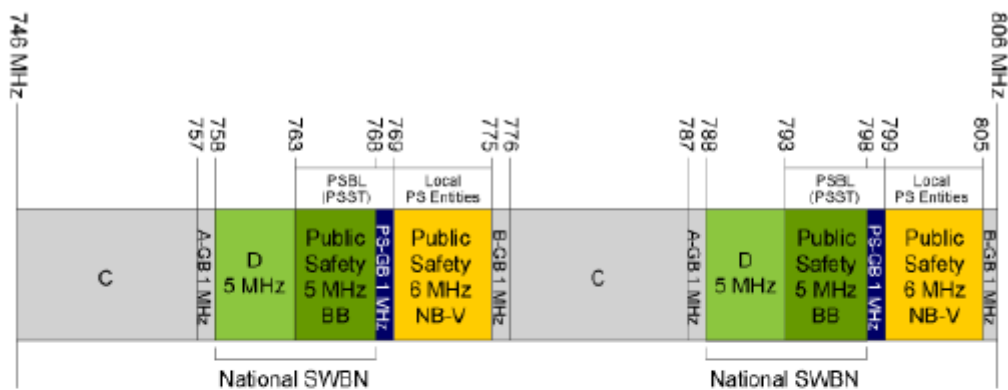 746 MHz
806 MHz
757
758
763
768
769
775
776
787
788
793
798
799
805
PSBL
(PSST)
Local
PS Entities
PSBL
(PSST)
Local
PS Entities
C
A-GB 1 MHz
D
5 MHz
Public
Safety
5 MHz
BB
PS-GB 1 MHz
Public
Safety
6 MHz
NB-V
B-GB 1 MHz
C
A-GB 1 MHz
D
5 MHz
Public
Safety
5 MHz
BB
PS-GB 1 MHz
Public
Safety
6 MHz
NB-V
B-GB 1 MHz
National SWBN
National SWBN